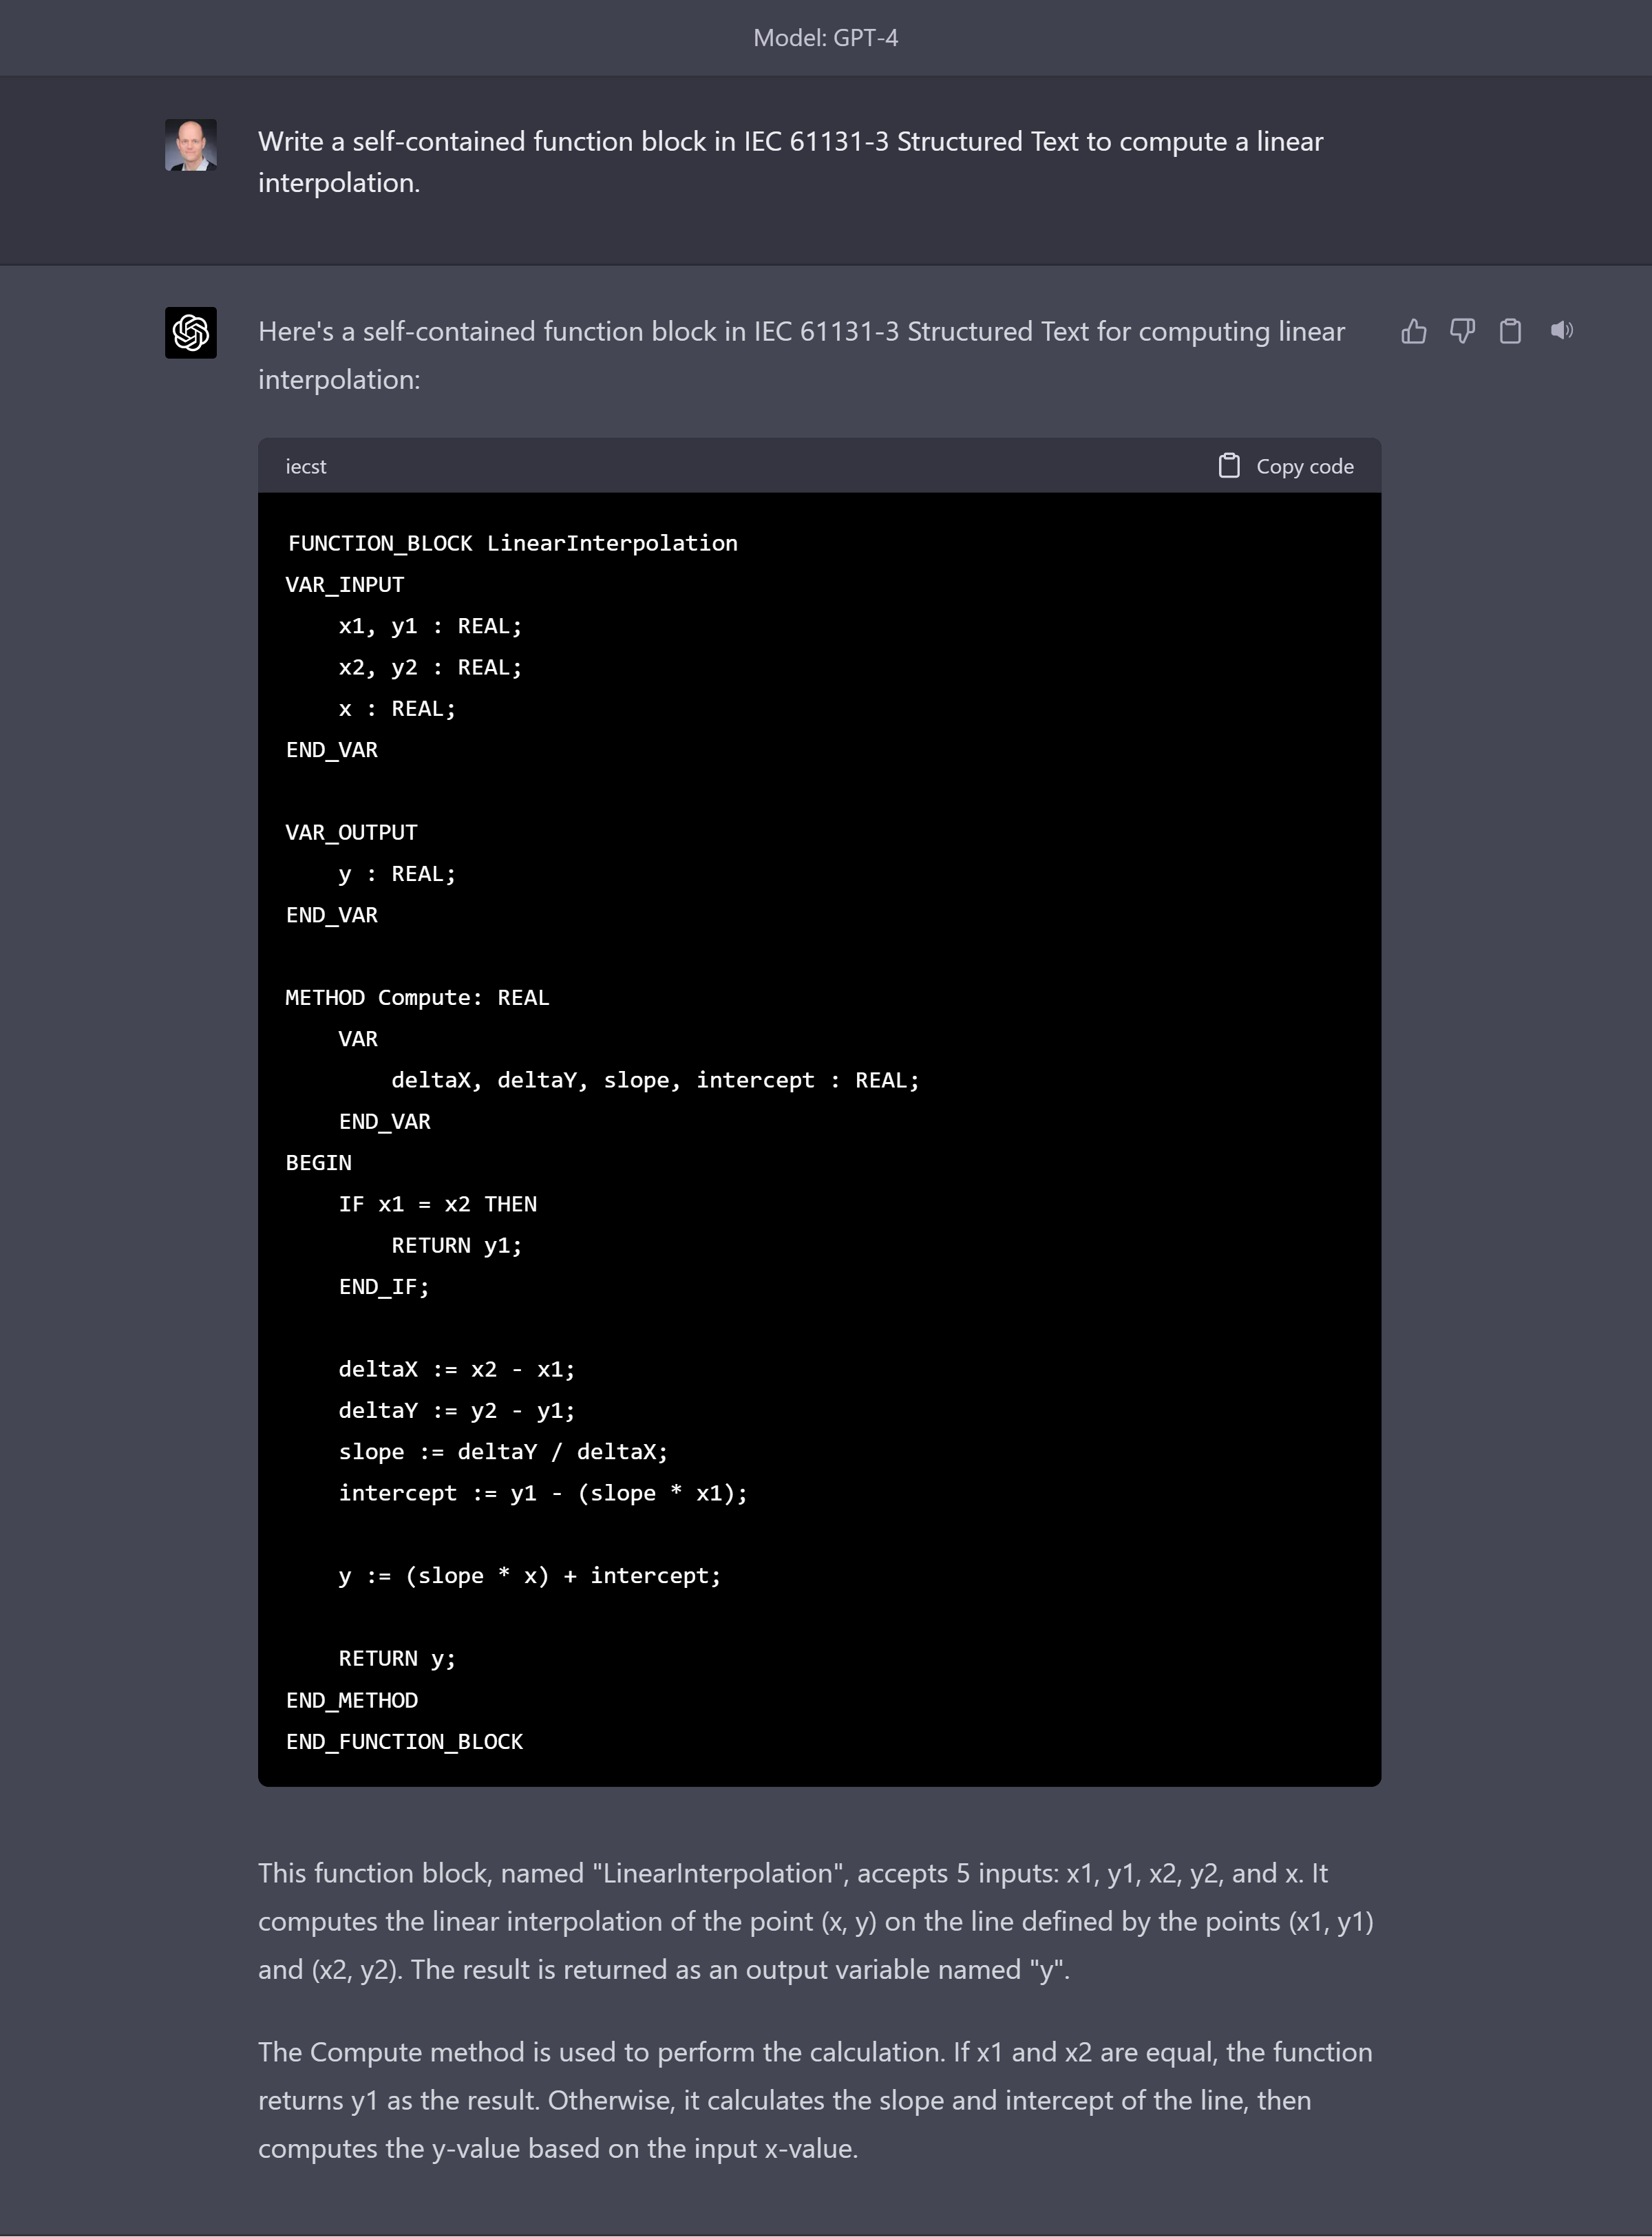 Model: GPT-4
Write a self-contained function block in IEC 61131-3 Structured Text to compute a linear
interpolation.
Here's a self-contained function block in IEC 61131-3 Structured Text for computing linear
interpolation:
iecst
Copy code
FUNCTION_BLOCK LinearInterpolation
VAR_INPUT
    x1, y1 : REAL;
    x2, y2 : REAL;
    x : REAL;
END_VAR
VAR_OUTPUT
    y : REAL;
END_VAR
METHOD Compute: REAL
    VAR
        deltaX, deltaY, slope, intercept : REAL;
    END_VAR
BEGIN
    IF x1 = x2 THEN
        RETURN y1;
    END_IF;
    deltaX := x2 - x1;
    deltaY := y2 - y1;
    slope := deltaY / deltaX;
    intercept := y1 - (slope * x1);
    y := (slope * x) + intercept;
    RETURN y;
END_METHOD
END_FUNCTION_BLOCK
This function block, named "LinearInterpolation", accepts 5 inputs: x1, y1, x2, y2, and x. It
computes the linear interpolation of the point (x, y) on the line defined by the points (x1, y1)
and (x2, y2). The result is returned as an output variable named "y".
The Compute method is used to perform the calculation. If x1 and x2 are equal, the function
returns y1 as the result. Otherwise, it calculates the slope and intercept of the line, then
computes the y-value based on the input x-value.